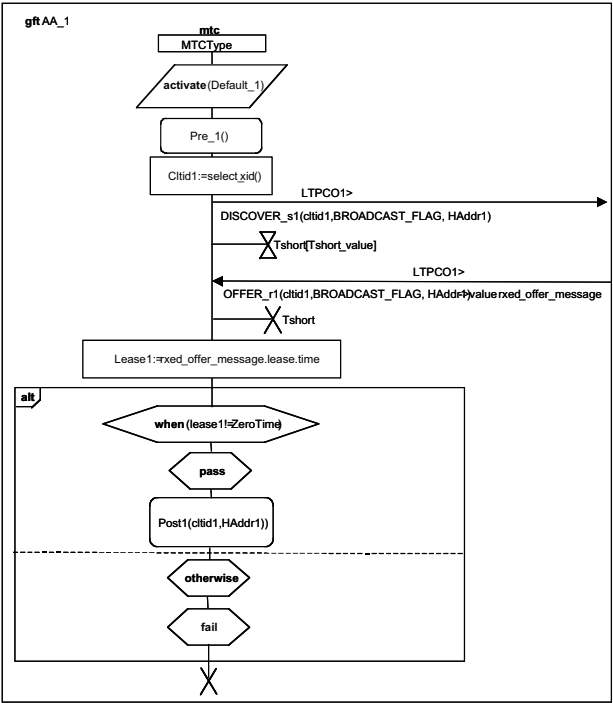 gft AA_1
mtc
MTCType
activate(Default_1)
Pre_1()
Cltid1:=select_xid()
LTPCO1>
DISCOVER_s1(cltid1,BROADCAST_FLAG, HAddr1)
Tshort[Tshort_value]
LTPCO1>
OFFER_r1(cltid1,BROADCAST_FLAG, HAddr1)->value rxed_offer_message
Tshort
Lease1:=rxed_offer_message.lease.time
alt
when (lease1!=ZeroTime)
pass
Post1(cltid1,HAddr1))
otherwise
fail